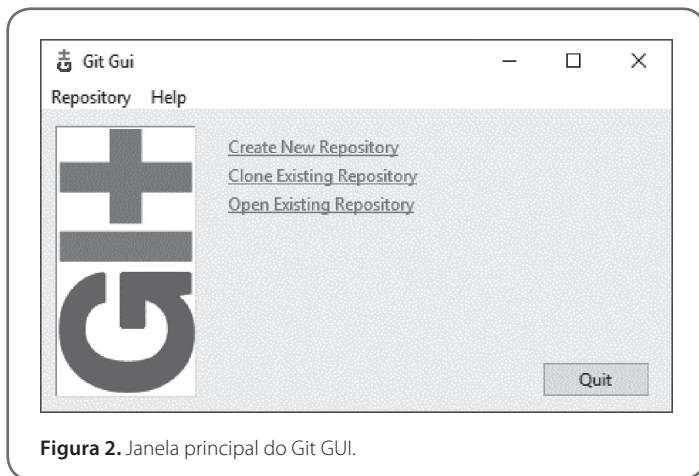 Git Gui
Repository Help
GIT
Create New Repository
Clone Existing Repository
Open Existing Repository
Quit
Figura 2. Janela principal do Git GUI.